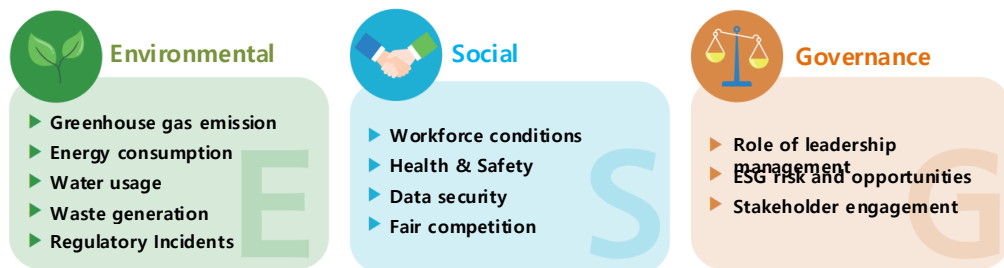 Environmental
Greenhouse gas emission
Energy consumption
Water usage
Waste generation
Regulatory Incidents
E
Social
Workforce conditions
Health & Safety
Data security
Fair competition
S
Governance
Role of leadership
management
ESG risk and opportunities
Stakeholder engagement
G